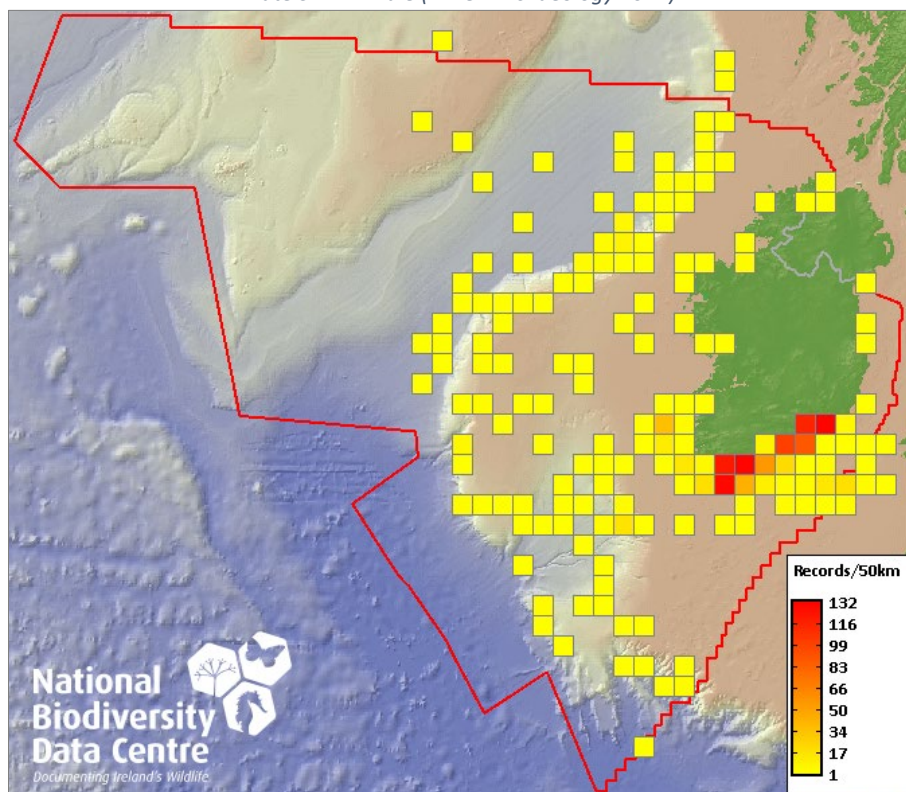 Records/50km
132
116
99
83
66
50
34
17
1
National
Biodiversity
Data Centre
Documenting Ireland's Wildlife